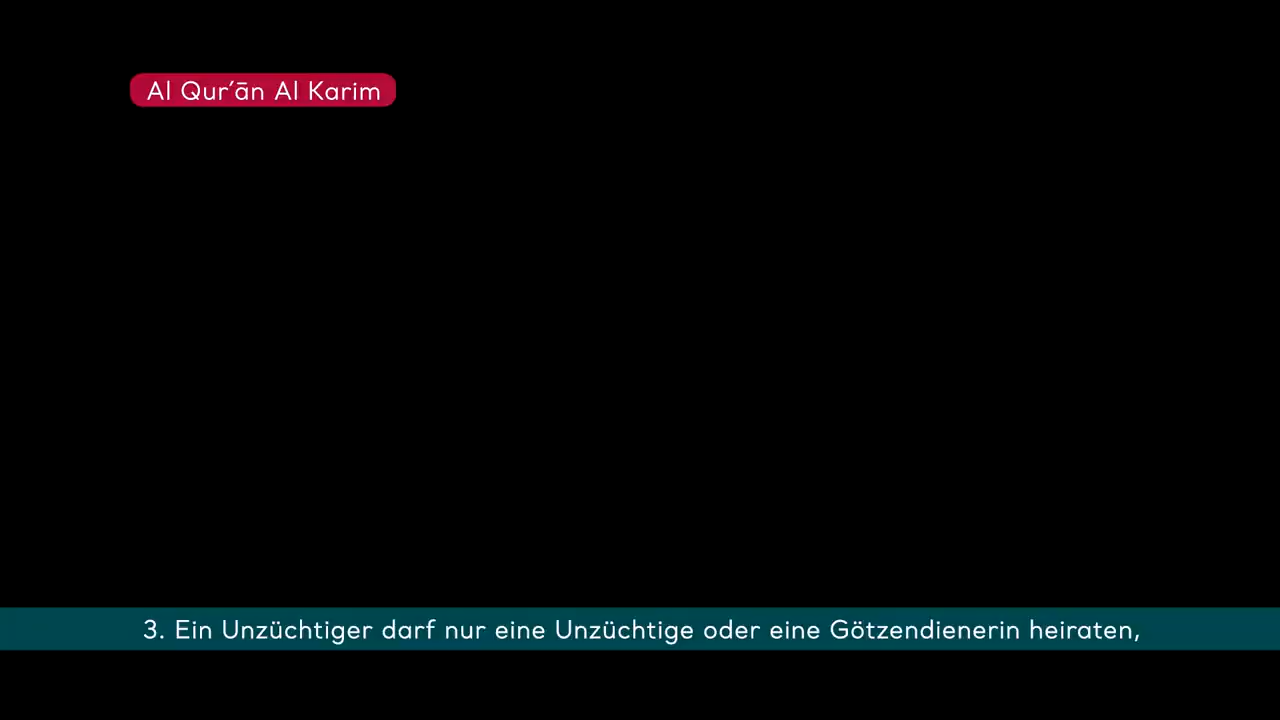 Al Qur’ān Al Karim
3. Ein Unzüchtiger darf nur eine Unzüchtige oder eine Götzendienerin heiraten,